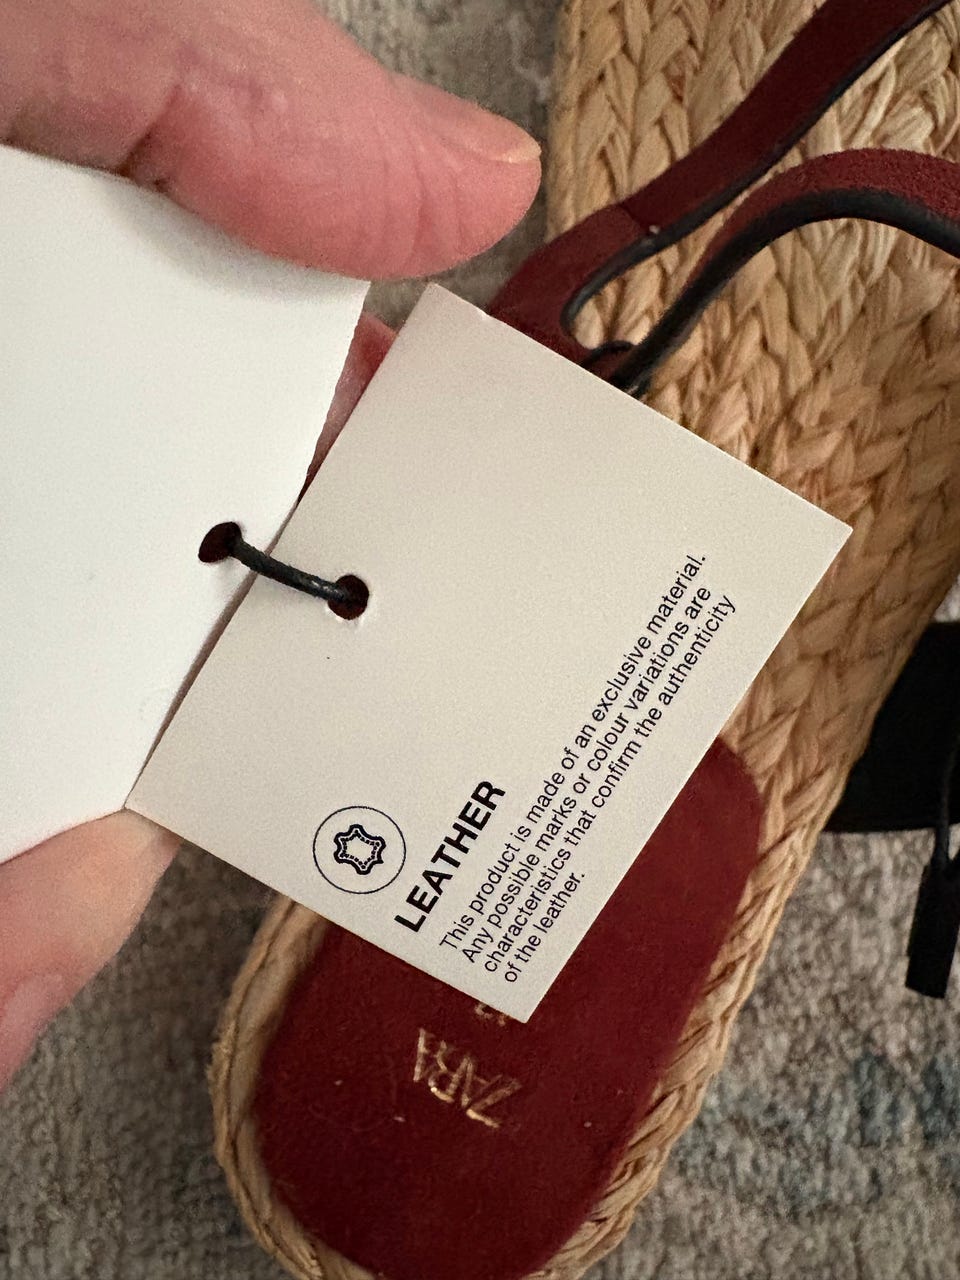 LEATHER
This product is made of an exclusive material.
Any possible marks or colour variations are
characteristics that confirm the authenticity
of the leather.
ZARA